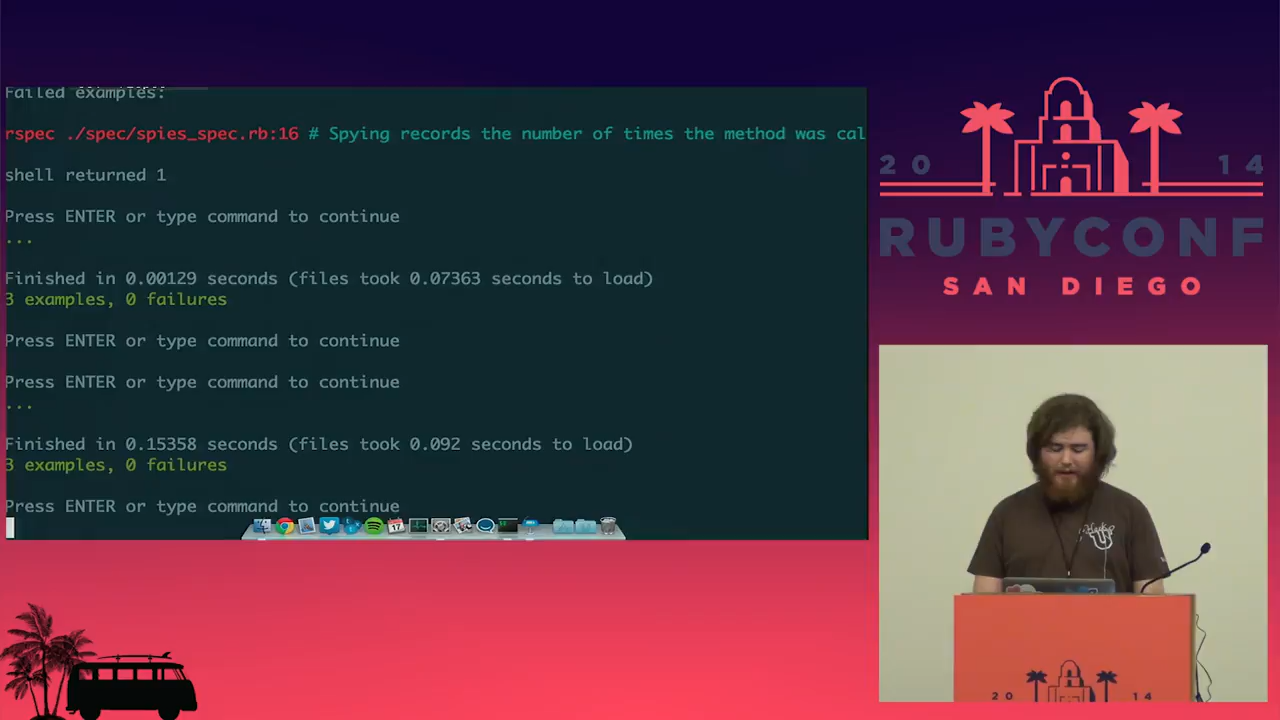 Failed examples:
rspec ./spec/spies_spec.rb:16 # Spying records the number of times the method was cal
shell returned 1
Press ENTER or type command to continue
...
Finished in 0.00129 seconds (files took 0.07363 seconds to load)
3 examples, 0 failures
Press ENTER or type command to continue
Press ENTER or type command to continue
...
Finished in 0.15358 seconds (files took 0.092 seconds to load)
3 examples, 0 failures
Press ENTER or type command to continue
17
20 14
RUBYCONF
SAN DIEGO
20 14